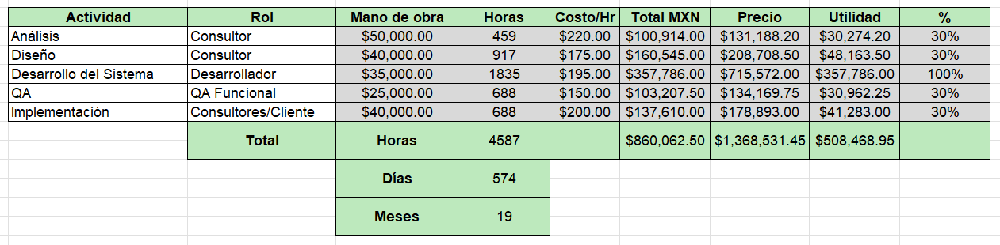 Actividad Rol Mano de obra Horas Costo/Hr Total MXN Precio Utilidad %
Análisis Consultor $50,000.00 459 $220.00 $100,914.00 $131,188.20 $30,274.20 30%
Diseño Consultor $40,000.00 917 $175.00 $160,545.00 $208,708.50 $48,163.50 30%
Desarrollo del Sistema Desarrollador $35,000.00 1835 $195.00 $357,786.00 $715,572.00 $357,786.00 100%
QA QA Funcional $25,000.00 688 $150.00 $103,207.50 $134,169.75 $30,962.25 30%
Implementación Consultores/Cliente $40,000.00 688 $200.00 $137,610.00 $178,893.00 $41,283.00 30%
Total Horas 4587 $860,062.50 $1,368,531.45 $508,468.95
Días 574
Meses 19